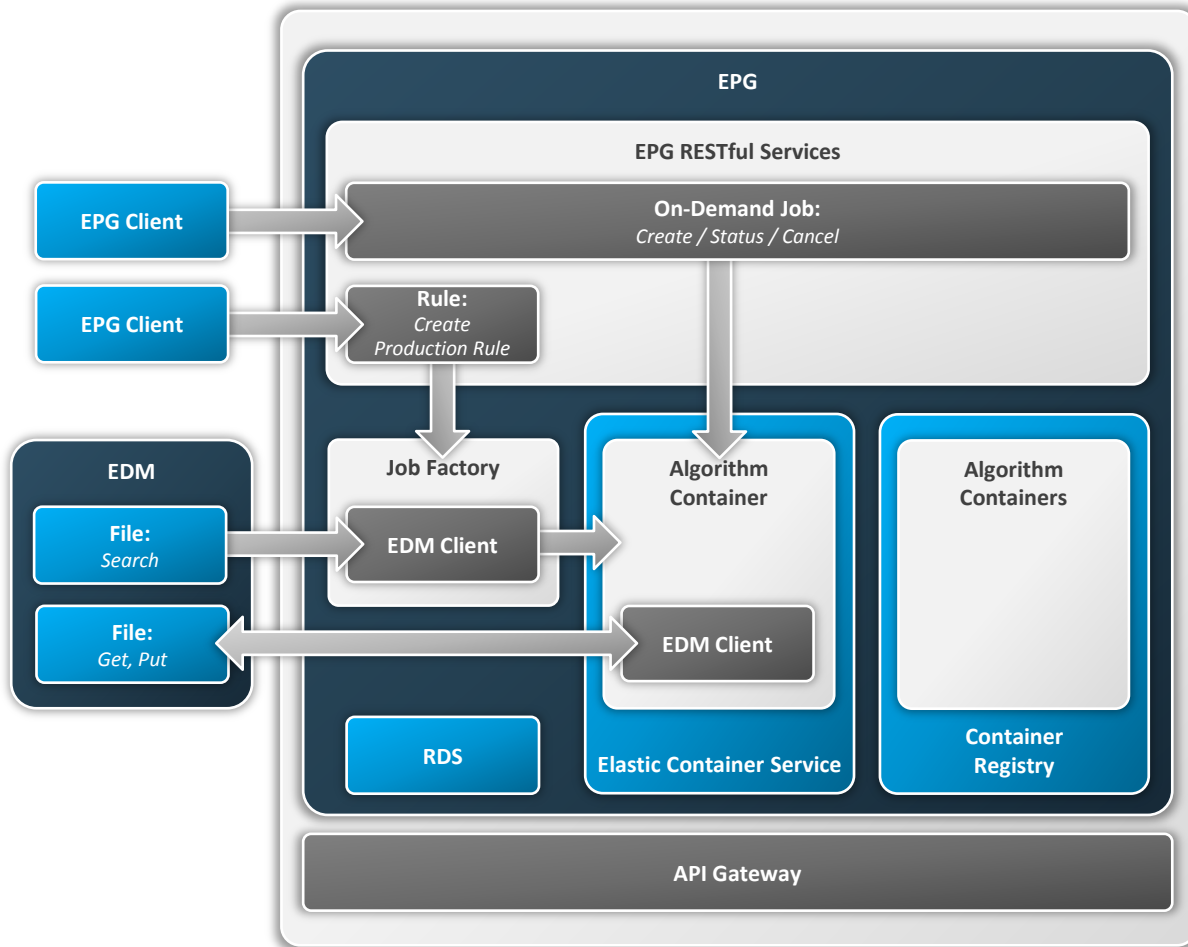 EPG
EPG RESTful Services
EPG Client
On-Demand Job:
Create / Status / Cancel
EPG Client
Rule:
Create
Production Rule
EDM
File:
Search
File:
Get, Put
Job Factory
EDM Client
Algorithm
Container
EDM Client
Elastic Container Service
Algorithm
Containers
Container
Registry
RDS
API Gateway